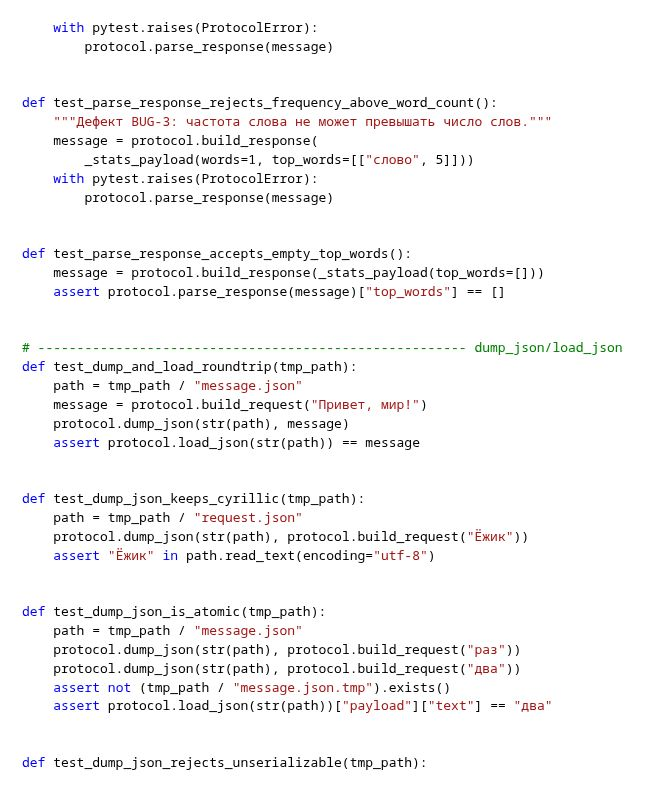 with pytest.raises(ProtocolError):
        protocol.parse_response(message)


def test_parse_response_rejects_frequency_above_word_count():
    """Дефект BUG-3: частота слова не может превышать число слов."""
    message = protocol.build_response(
        _stats_payload(words=1, top_words=[["слово", 5]]))
    with pytest.raises(ProtocolError):
        protocol.parse_response(message)


def test_parse_response_accepts_empty_top_words():
    message = protocol.build_response(_stats_payload(top_words=[]))
    assert protocol.parse_response(message)["top_words"] == []


# ------------------------------------------------------- dump_json/load_json
def test_dump_and_load_roundtrip(tmp_path):
    path = tmp_path / "message.json"
    message = protocol.build_request("Привет, мир!")
    protocol.dump_json(str(path), message)
    assert protocol.load_json(str(path)) == message


def test_dump_json_keeps_cyrillic(tmp_path):
    path = tmp_path / "request.json"
    protocol.dump_json(str(path), protocol.build_request("Ёжик"))
    assert "Ёжик" in path.read_text(encoding="utf-8")


def test_dump_json_is_atomic(tmp_path):
    path = tmp_path / "message.json"
    protocol.dump_json(str(path), protocol.build_request("раз"))
    protocol.dump_json(str(path), protocol.build_request("два"))
    assert not (tmp_path / "message.json.tmp").exists()
    assert protocol.load_json(str(path))["payload"]["text"] == "два"


def test_dump_json_rejects_unserializable(tmp_path):